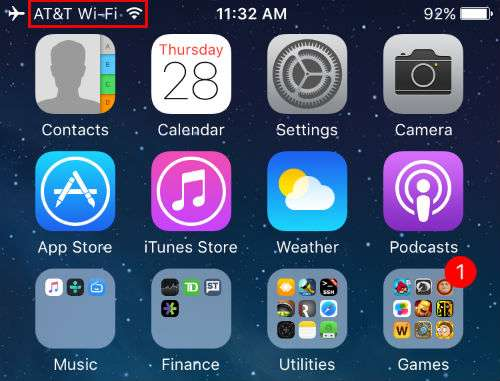 AT&T Wi-Fi 11:32 AM 92%
Thursday
28
A
B
C
D
Contacts Calendar Settings Camera
App Store iTunes Store Weather Podcasts
TD ST >_ SSH
1
W
Music Finance Utilities Games